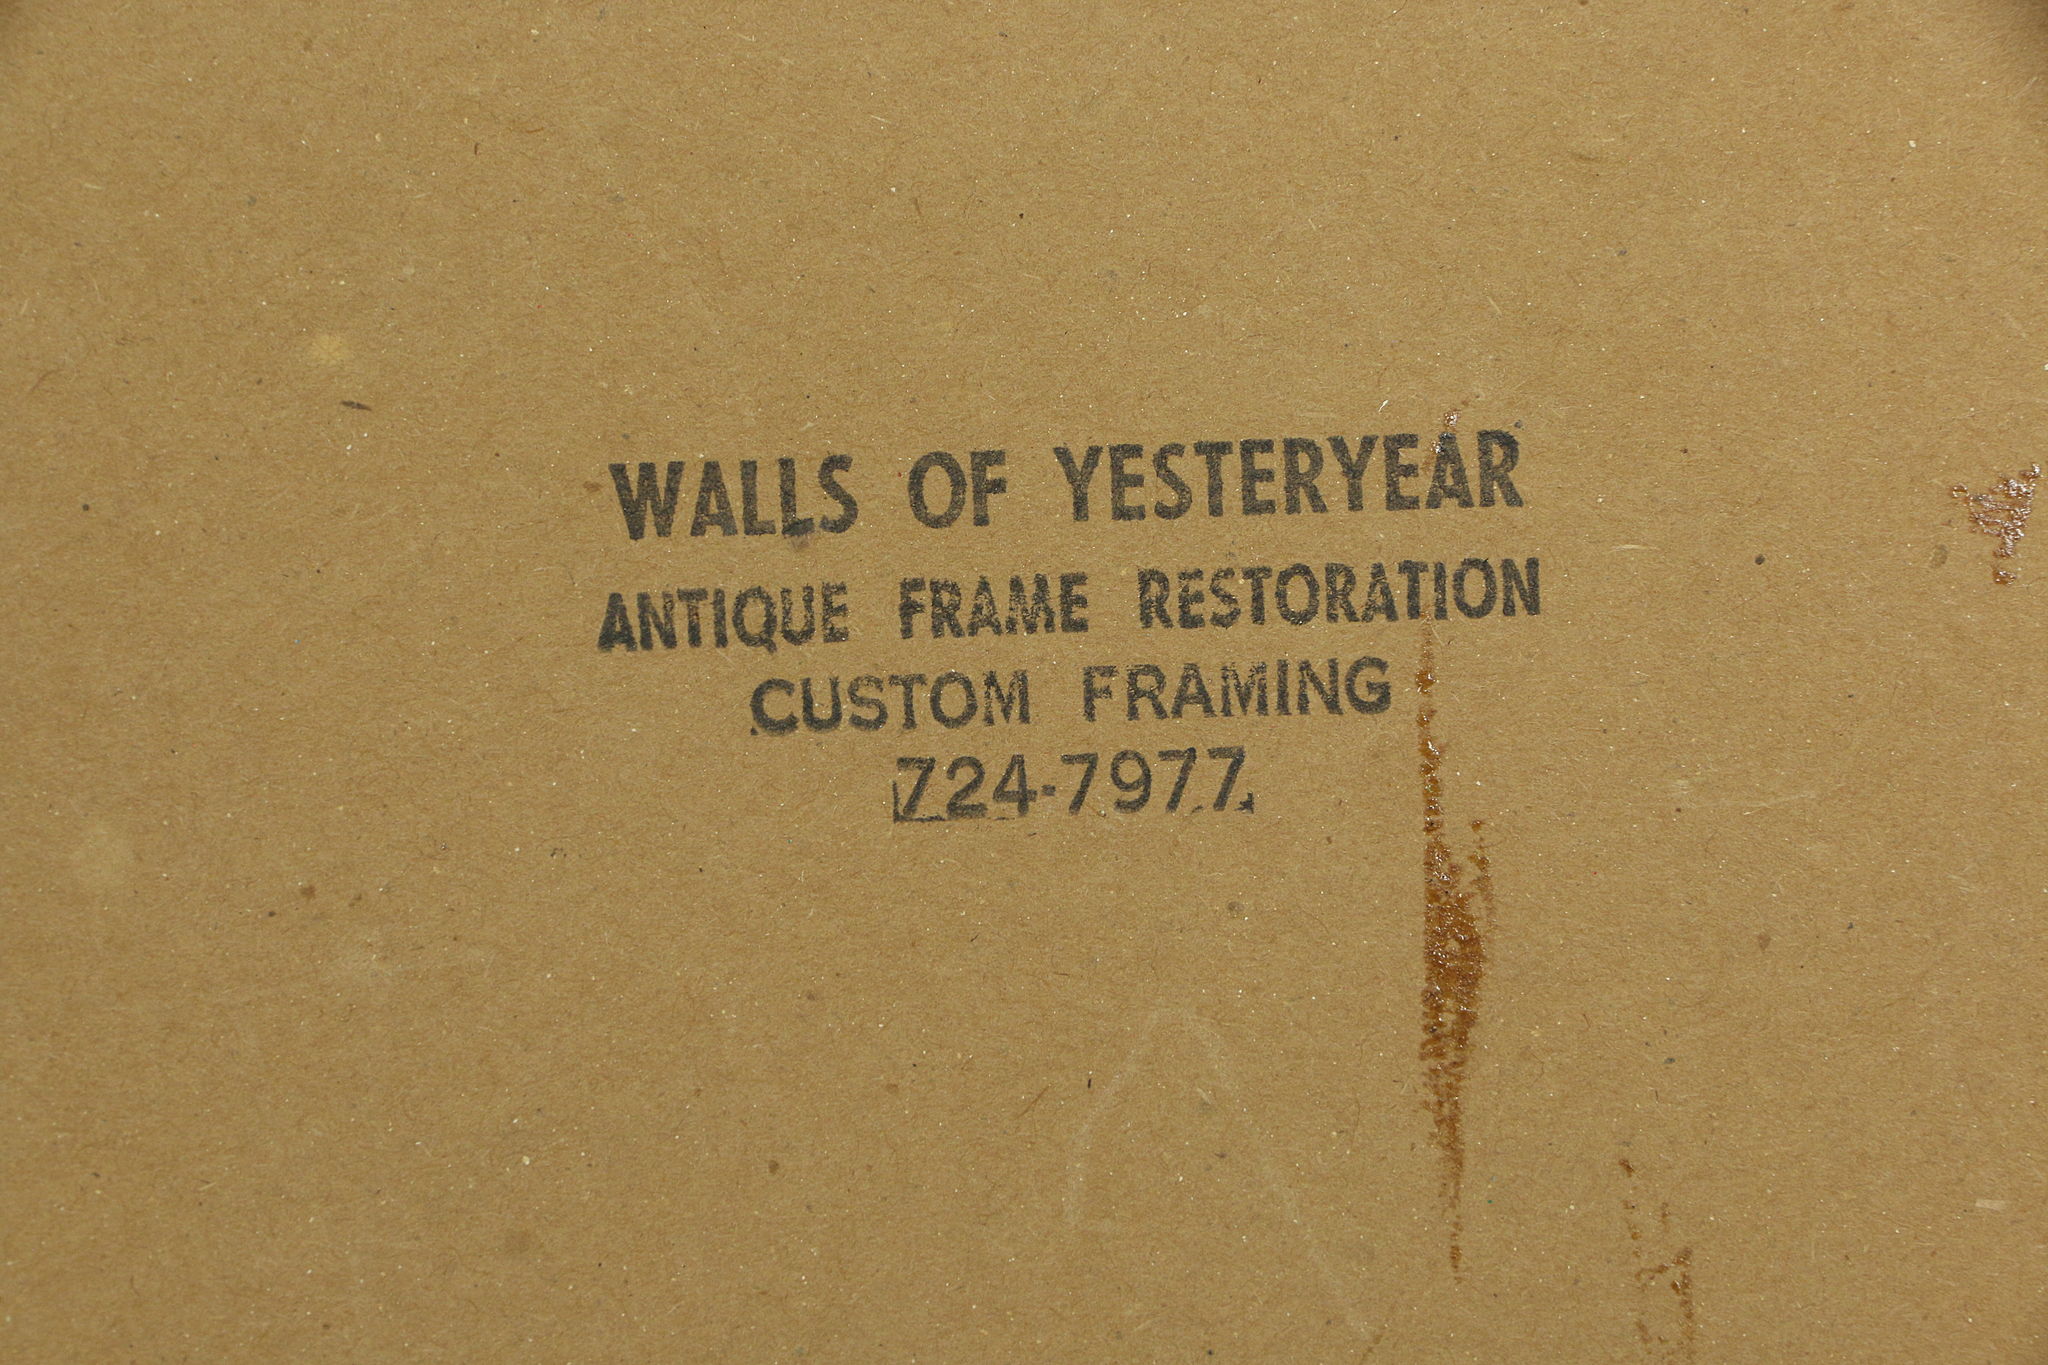 WALLS OF YESTERYEAR
ANTIQUE FRAME RESTORATION
CUSTOM FRAMING
724-7977